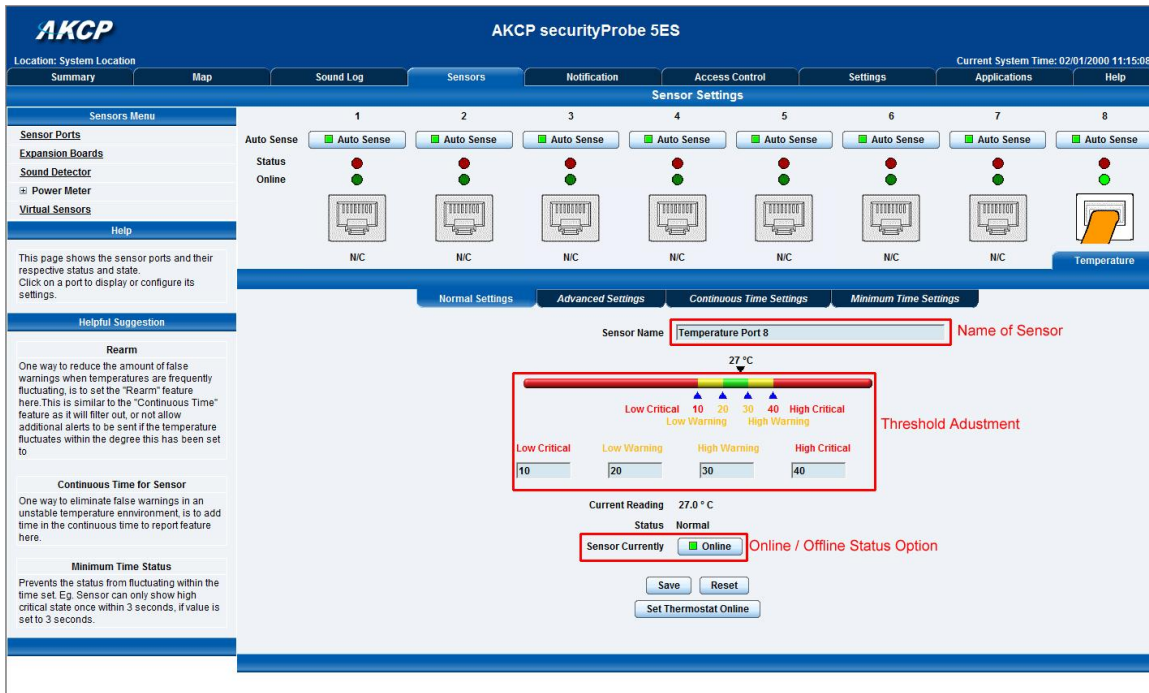 AKCP
AKCP securityProbe 5ES
Location: System Location
Current System Time: 02/01/2000 11:15:08
Summary Map Sound Log Sensors Notification Access Control Settings Applications Help
Sensor Settings
Sensors Menu
Sensor Ports
Expansion Boards
Sound Detector
Power Meter
Virtual Sensors
Help
This page shows the sensor ports and their
respective status and state.
Click on a port to display or configure its
settings.
Helpful Suggestion
Rearm
One way to reduce the amount of false
warnings when temperatures are frequently
fluctuating, is to set the "Rearm" feature
here.This is similar to the "Continuous Time"
feature as it will filter out, or not allow
additional alerts to be sent if the temperature
fluctuates within the degree this has been set
to
Continuous Time for Sensor
One way to eliminate false warnings in an
unstable temperature ennvironment, is to add
time in the continuous time to report feature
here.
Minimum Time Status
Prevents the status from fluctuating within the
time set. Eg. Sensor can only show high
critical state once within 3 seconds, if value is
set to 3 seconds.
1 2 3 4 5 6 7 8
Auto Sense Auto Sense Auto Sense Auto Sense Auto Sense Auto Sense Auto Sense Auto Sense Auto Sense
Status
Online
N/C N/C N/C N/C N/C N/C N/C Temperature
Normal Settings Advanced Settings Continuous Time Settings Minimum Time Settings
Sensor Name Temperature Port 8 Name of Sensor
27 °C
Low Critical 10 20 30 40 High Critical
Low Warning High Warning
Threshold Adustment
Low Critical Low Warning High Warning High Critical
10 20 30 40
Current Reading 27.0 ° C
Status Normal
Sensor Currently Online Online / Offline Status Option
Save Reset
Set Thermostat Online